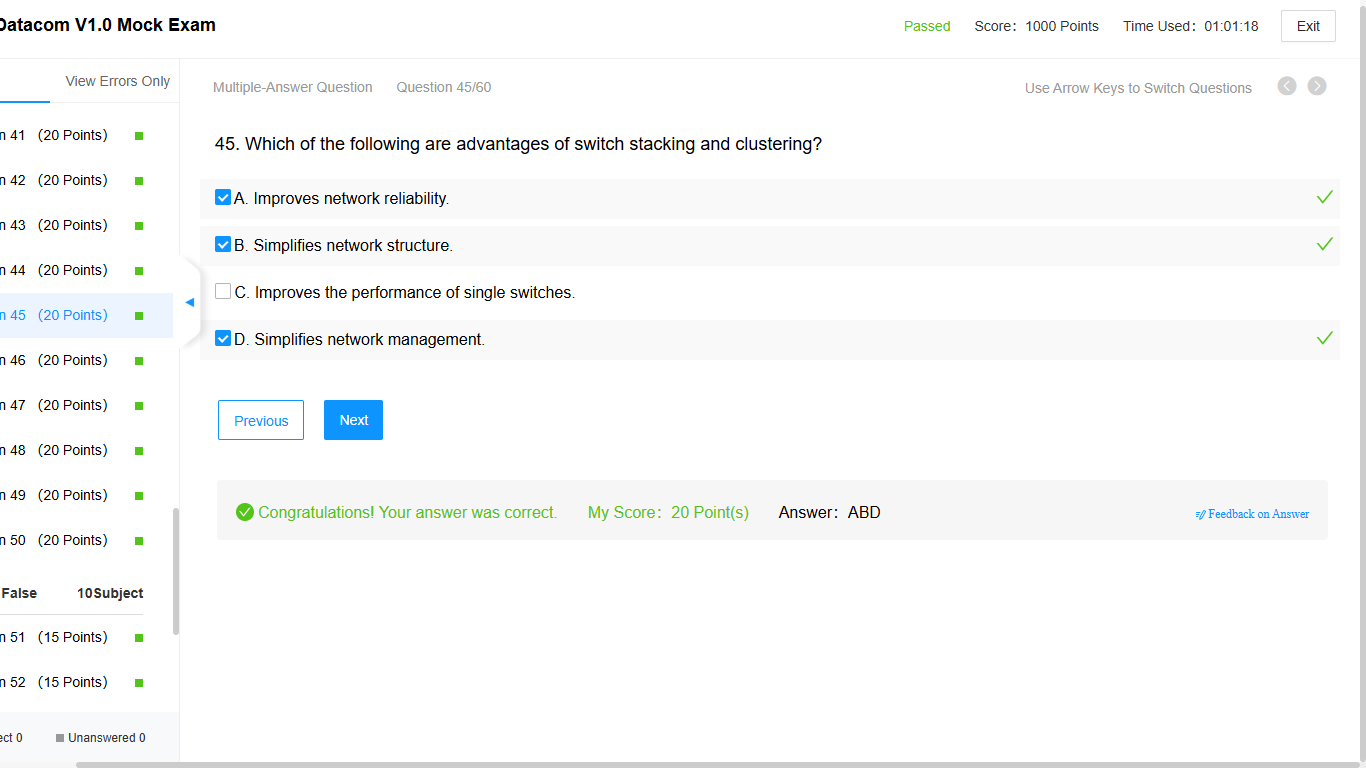 Datacom V1.0 Mock Exam
Passed Score: 1000 Points Time Used: 01:01:18 Exit
View Errors Only
Multiple-Answer Question Question 45/60 Use Arrow Keys to Switch Questions
n 41 (20 Points)
n 42 (20 Points)
n 43 (20 Points)
n 44 (20 Points)
n 45 (20 Points)
n 46 (20 Points)
n 47 (20 Points)
n 48 (20 Points)
n 49 (20 Points)
n 50 (20 Points)
False 10Subject
n 51 (15 Points)
n 52 (15 Points)
ect 0 Unanswered 0
45. Which of the following are advantages of switch stacking and clustering?
A. Improves network reliability.
B. Simplifies network structure.
C. Improves the performance of single switches.
D. Simplifies network management.
Previous Next
Congratulations! Your answer was correct. My Score: 20 Point(s) Answer: ABD Feedback on Answer